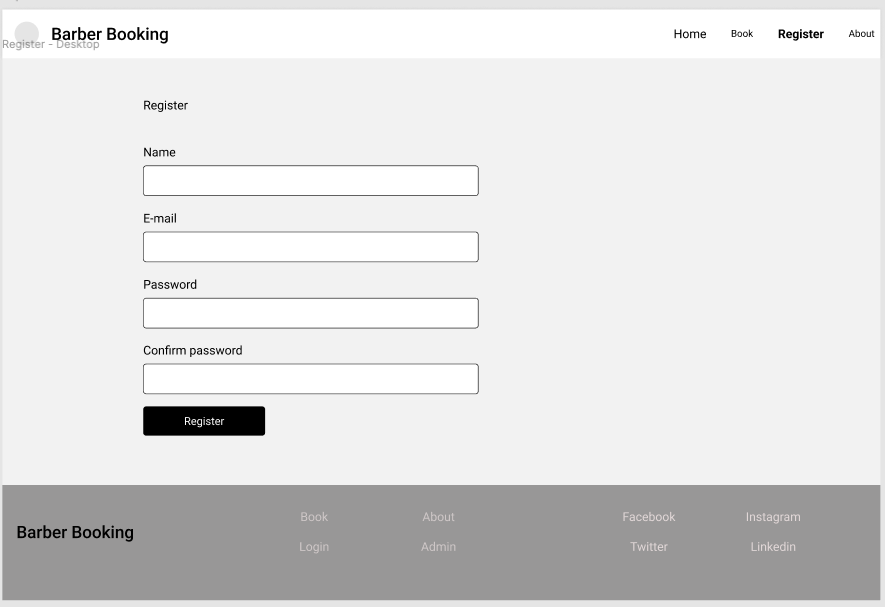 Barber Booking
Home Book Register About
Register - Desktop
Register
Name
E-mail
Password
Confirm password
Register
Barber Booking
Book About Facebook Instagram
Login Admin Twitter Linkedin